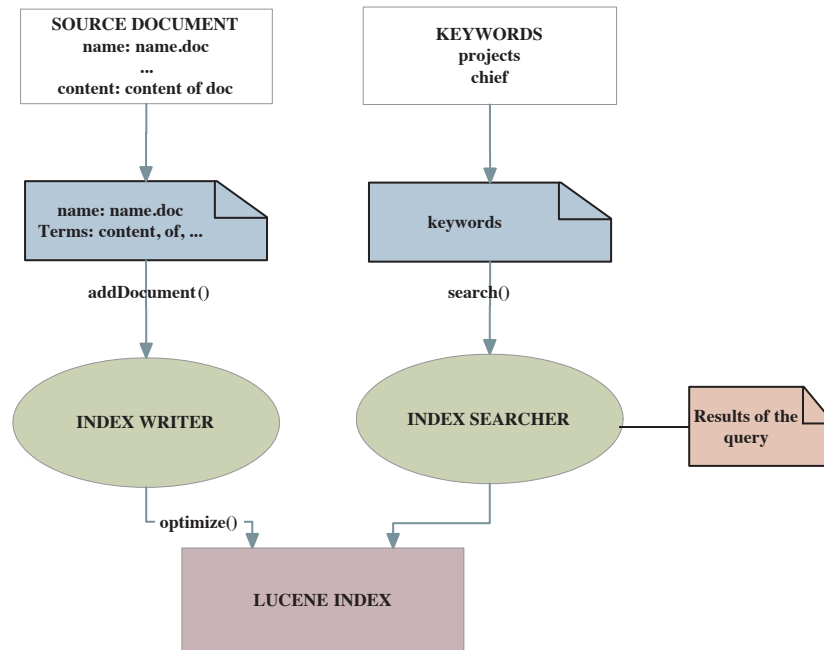 SOURCE DOCUMENT
name: name.doc
...
content: content of doc
KEYWORDS
projects
chief
name: name.doc
Terms: content, of, ...
keywords
addDocument()
search()
INDEX WRITER
INDEX SEARCHER
Results of the
query
optimize()
LUCENE INDEX